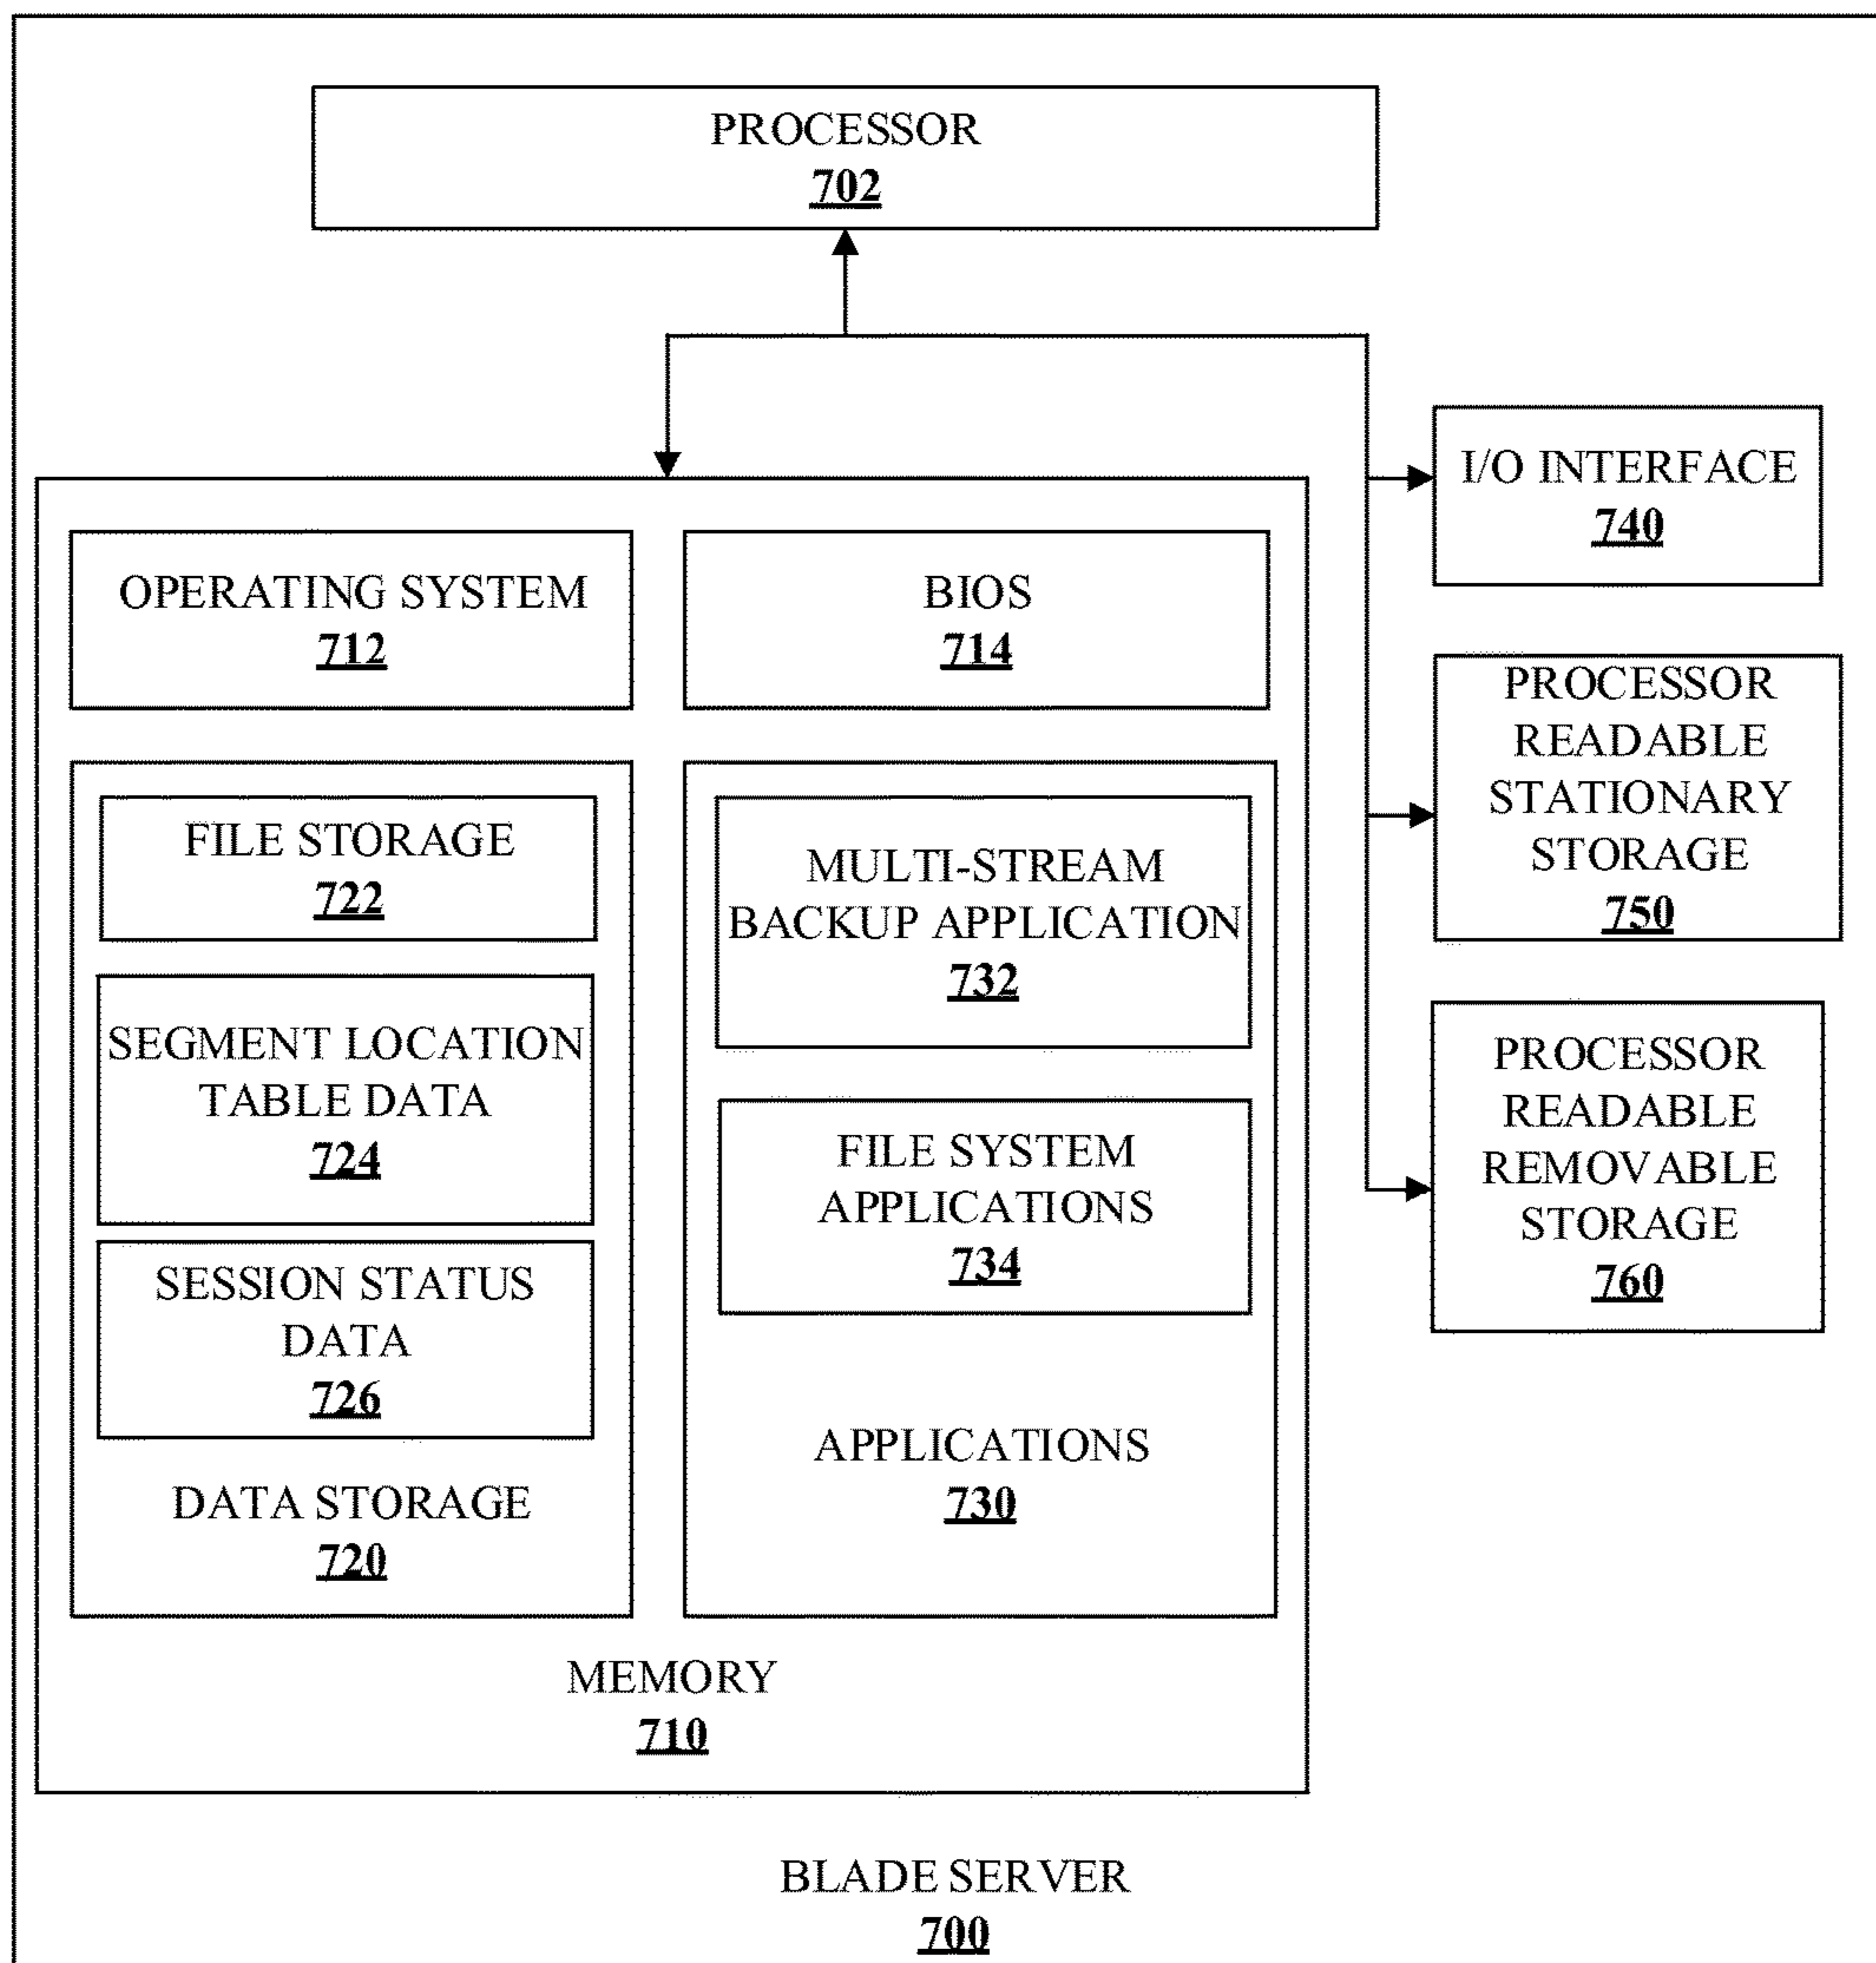 PROCESSOR
702
I/O INTERFACE
740
OPERATING SYSTEM
712
BIOS
714
PROCESSOR
READABLE
STATIONARY
STORAGE
750
FILE STORAGE
722
MULTI-STREAM
BACKUP APPLICATION
732
SEGMENT LOCATION
TABLE DATA
724
PROCESSOR
READABLE
REMOVABLE
STORAGE
760
FILE SYSTEM
APPLICATIONS
734
SESSION STATUS
DATA
726
APPLICATIONS
730
DATA STORAGE
720
MEMORY
710
BLADE SERVER
700